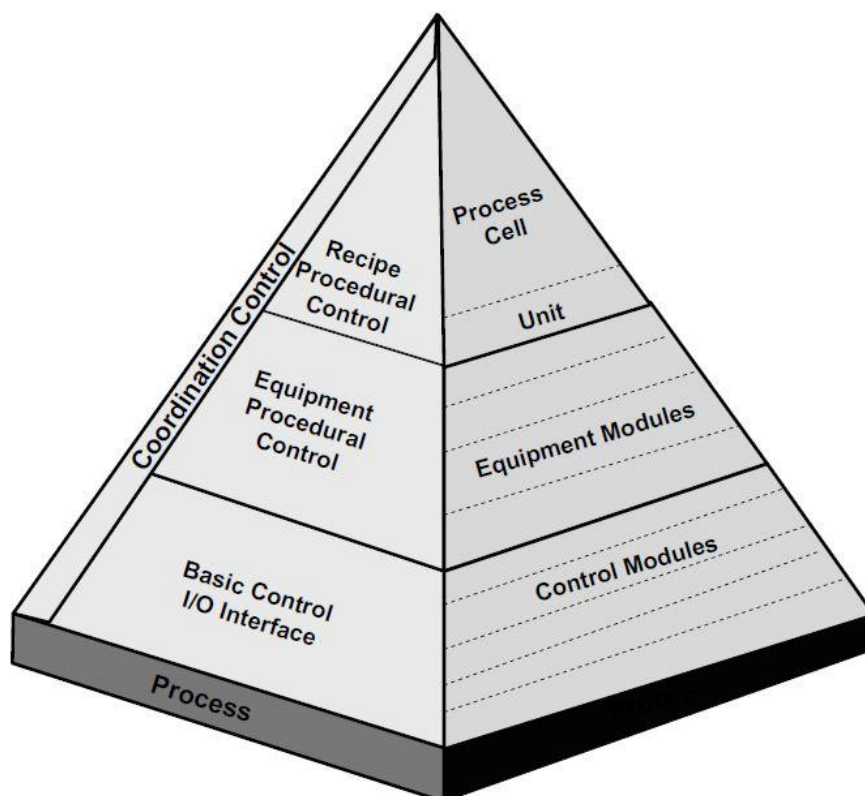 Coordination Control
Recipe
Procedural
Control
Process
Cell
Unit
Equipment
Procedural
Control
Equipment Modules
Basic Control
I/O Interface
Control Modules
Process